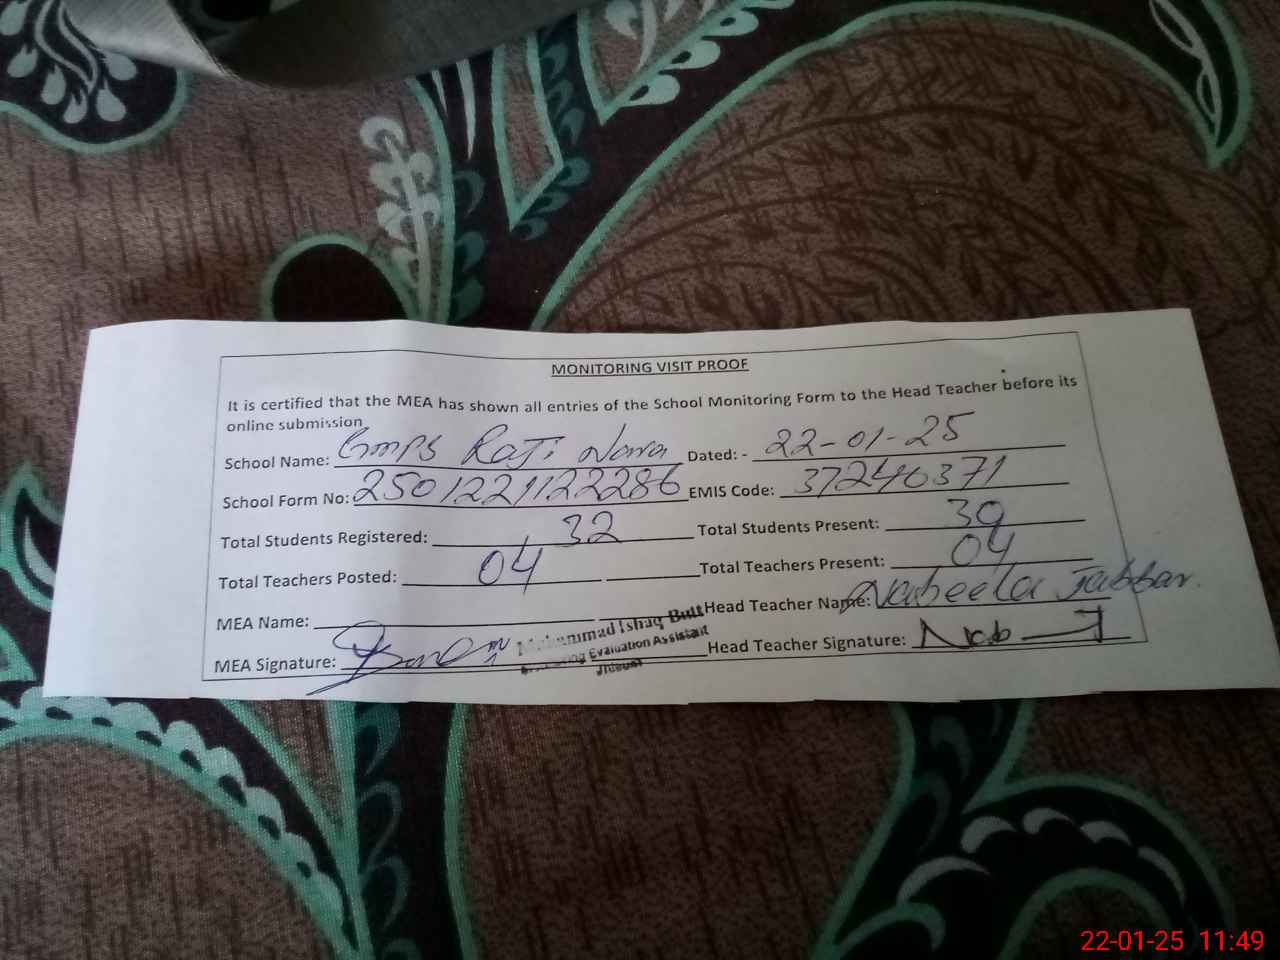 MONITORING VISIT PROOF
It is certified that the MEA has shown all entries of the School Monitoring Form to the Head Teacher before its
online submission
School Name: GMPS Raji Dated: - 22-01-25
School Form No: 2501221122286 EMIS Code: 37240371
Total Students Registered: 32 Total Students Present: 30
Total Teachers Posted: 04 Total Teachers Present: 04
MEA Name: Muhammad Ishaq Butt Head Teacher Name: Nabeela Jabbar.
MEA Signature: Evaluation Assistant Head Teacher Signature:
Jhelum
22-01-25 11:49